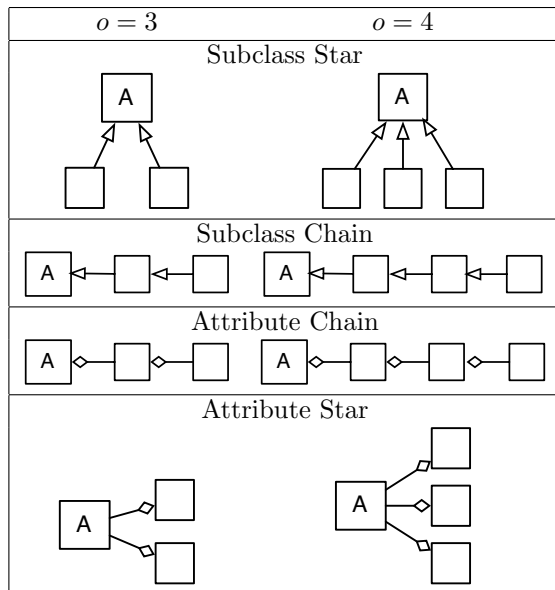 o = 3 o = 4
Subclass Star
A A
Subclass Chain
A A
Attribute Chain
A A
Attribute Star
A
A